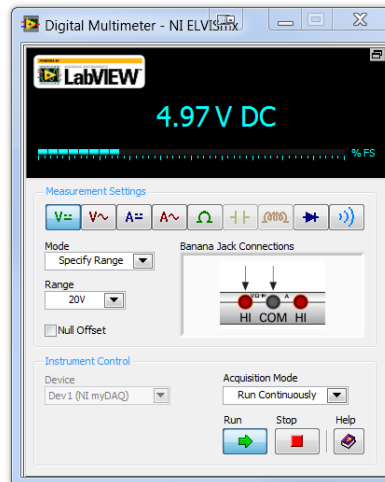 Digital Multimeter - NI ELVISmx
LabVIEW
4.97 V DC
% FS
Measurement Settings
V
V
A
A
Ω
Mode
Banana Jack Connections
Specify Range
Range
20V
VΩ
A
HI COM HI
Null Offset
Instrument Control
Device
Acquisition Mode
Dev1 (NI myDAQ)
Run Continuously
Run
Stop
Help